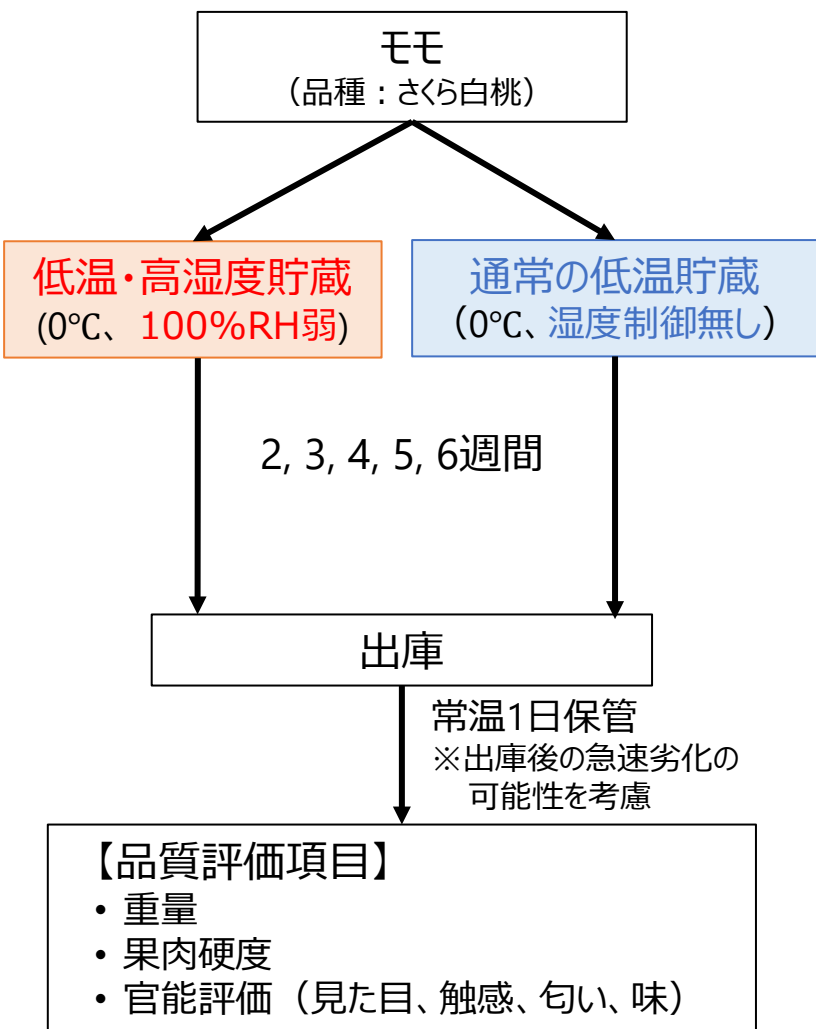 モモ
（品種：さくら白桃）
低温・高湿度貯蔵
(0℃、 100%RH弱)
通常の低温貯蔵
（0℃、湿度制御無し）
2, 3, 4, 5, 6週間
出庫
常温1日保管
※出庫後の急速劣化の
可能性を考慮
【品質評価項目】
• 重量
• 果肉硬度
• 官能評価（見た目、触感、匂い、味）